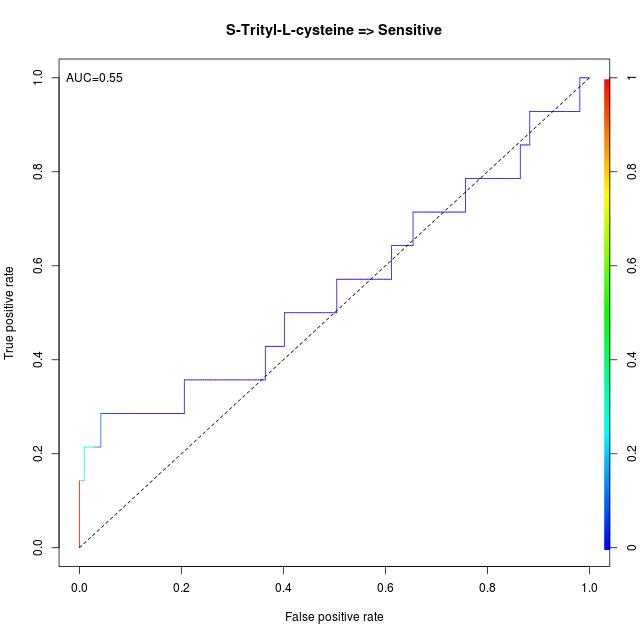 S-Trityl-L-cysteine => Sensitive
AUC=0.55
True positive rate
1.0
0.8
0.6
0.4
0.2
0.0
1
0.8
0.6
0.4
0.2
0
0.0 0.2 0.4 0.6 0.8 1.0
False positive rate